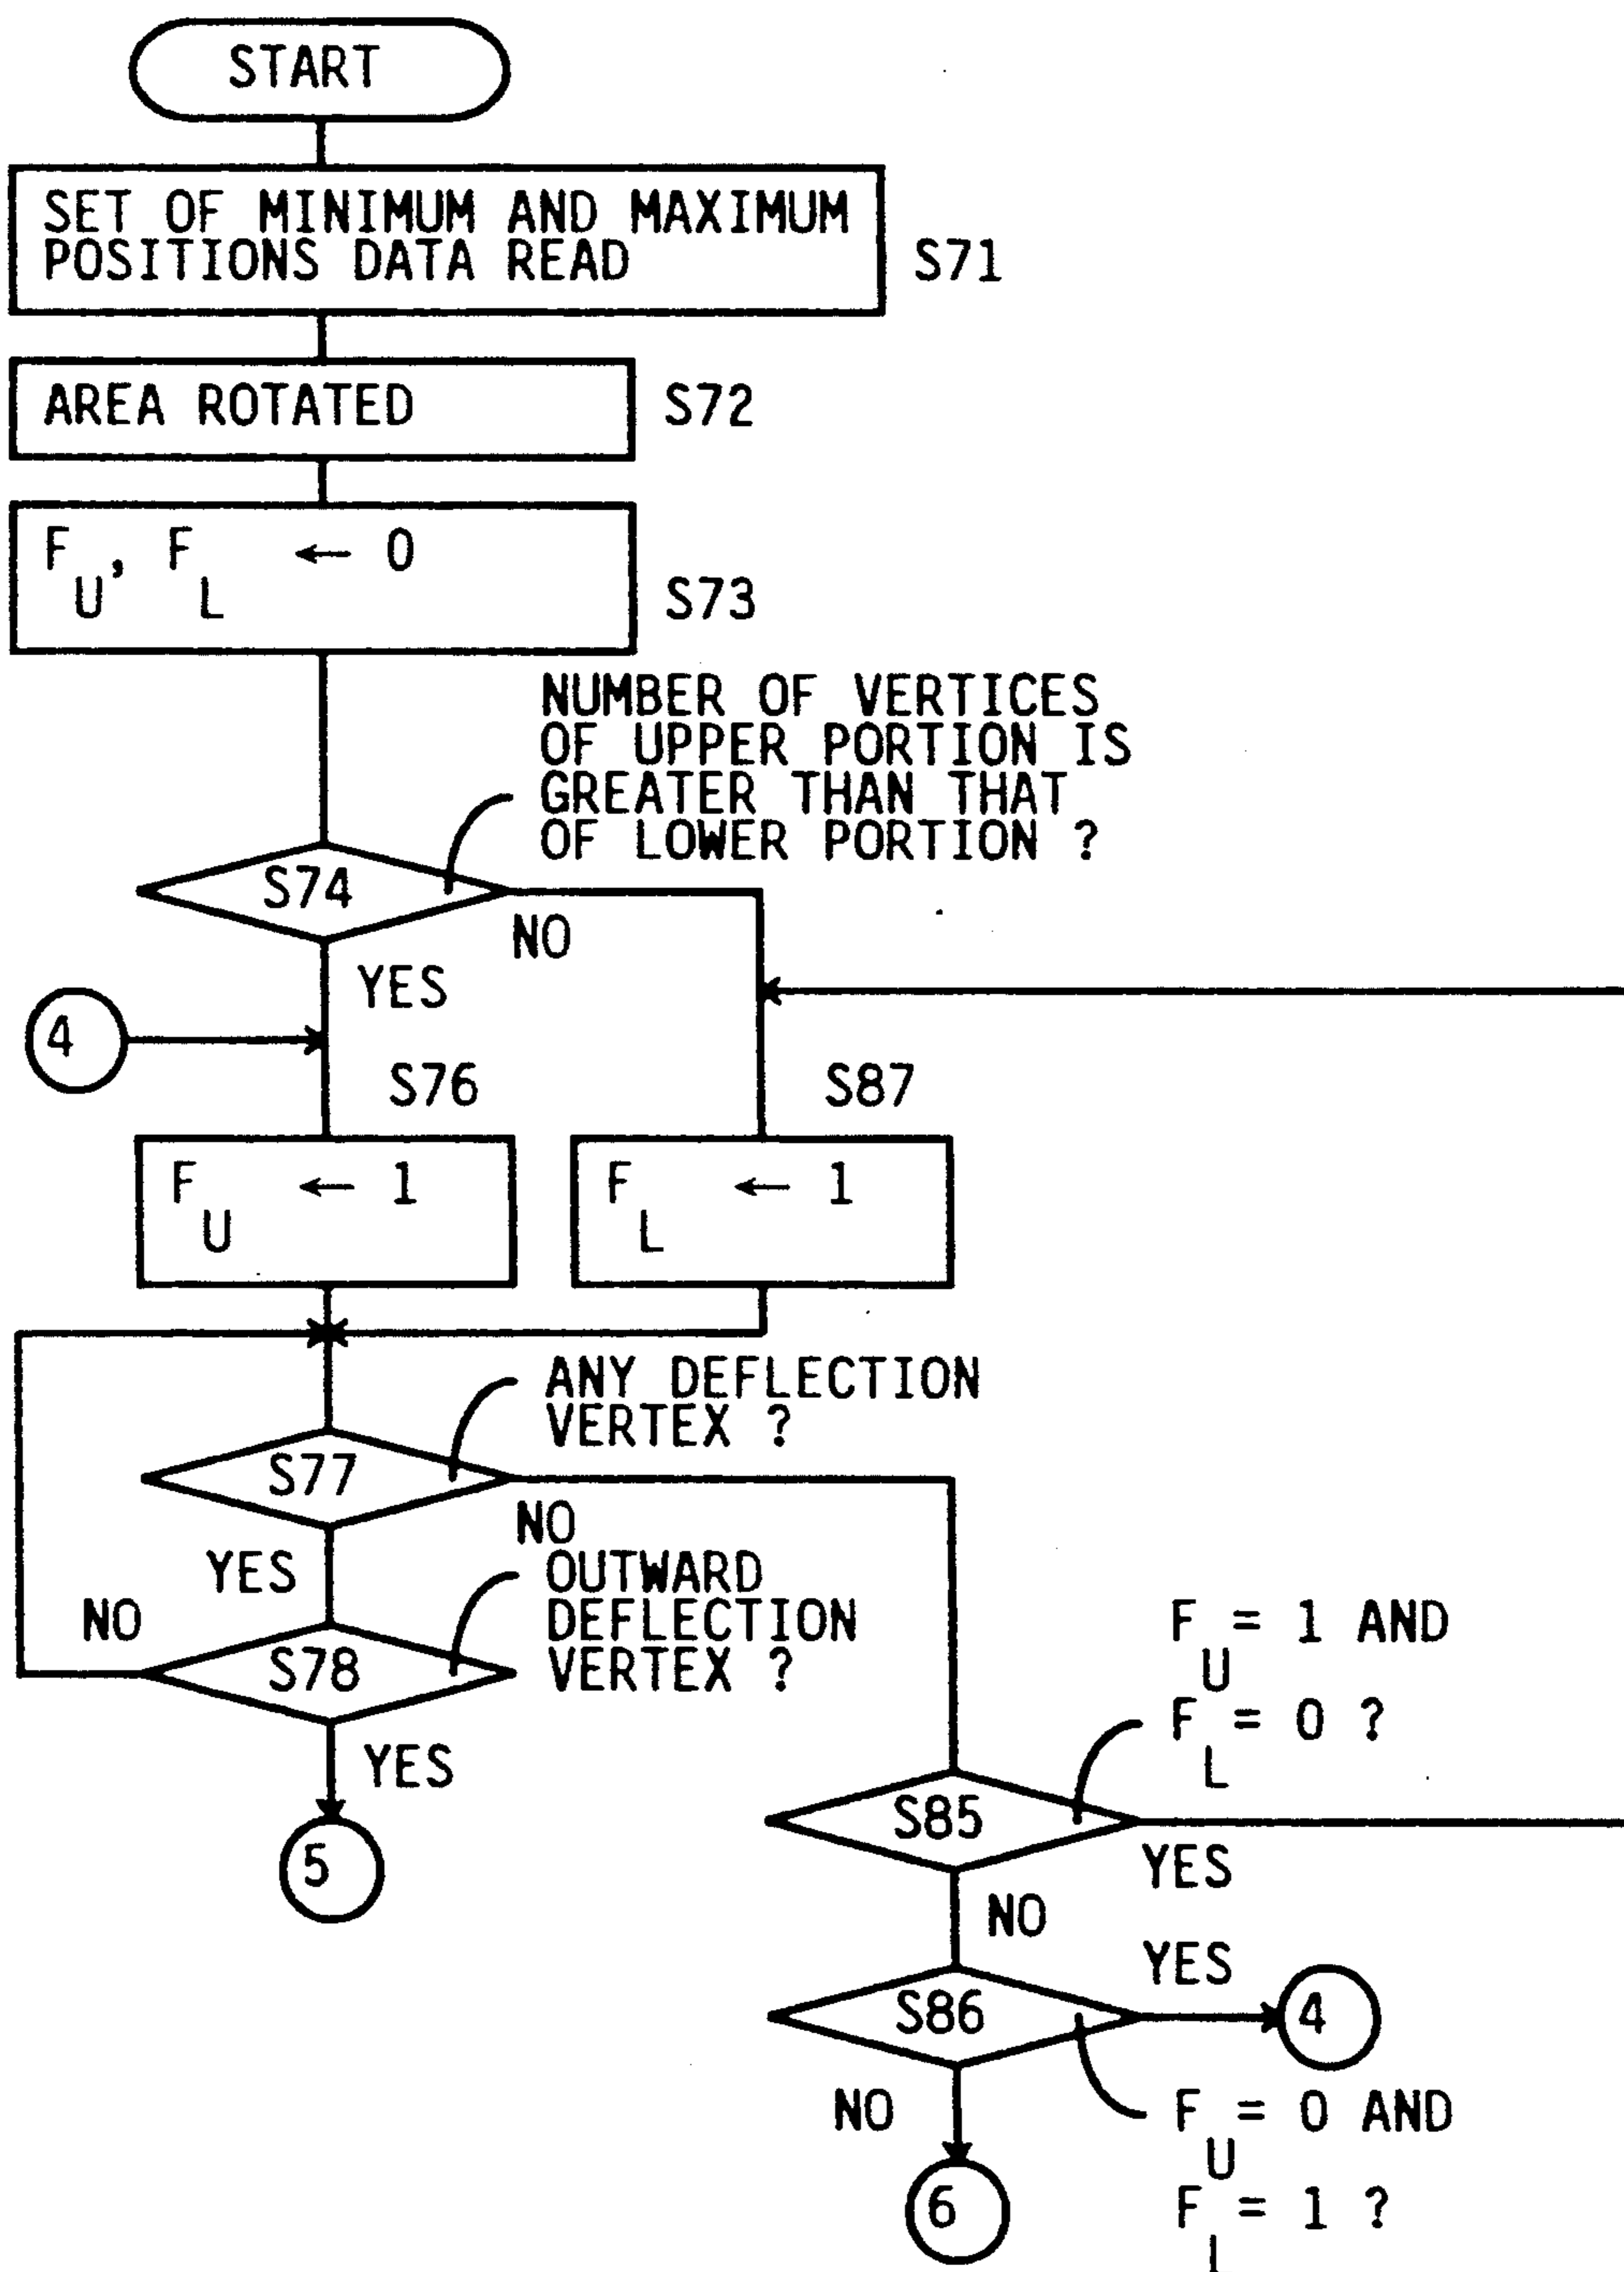 START
SET OF MINIMUM AND MAXIMUM
POSITIONS DATA READ
S71
AREA ROTATED
S72
F_U, F_L ← 0
S73
NUMBER OF VERTICES
OF UPPER PORTION IS
GREATER THAN THAT
OF LOWER PORTION ?
S74
NO
YES
4
S76
S87
F_U ← 1
F_L ← 1
ANY DEFLECTION
VERTEX ?
S77
NO
YES
OUTWARD
DEFLECTION
VERTEX ?
NO
S78
YES
5
F_U = 1 AND
F_L = 0 ?
S85
YES
NO
YES
S86
4
NO
F_U = 0 AND
F_L = 1 ?
6